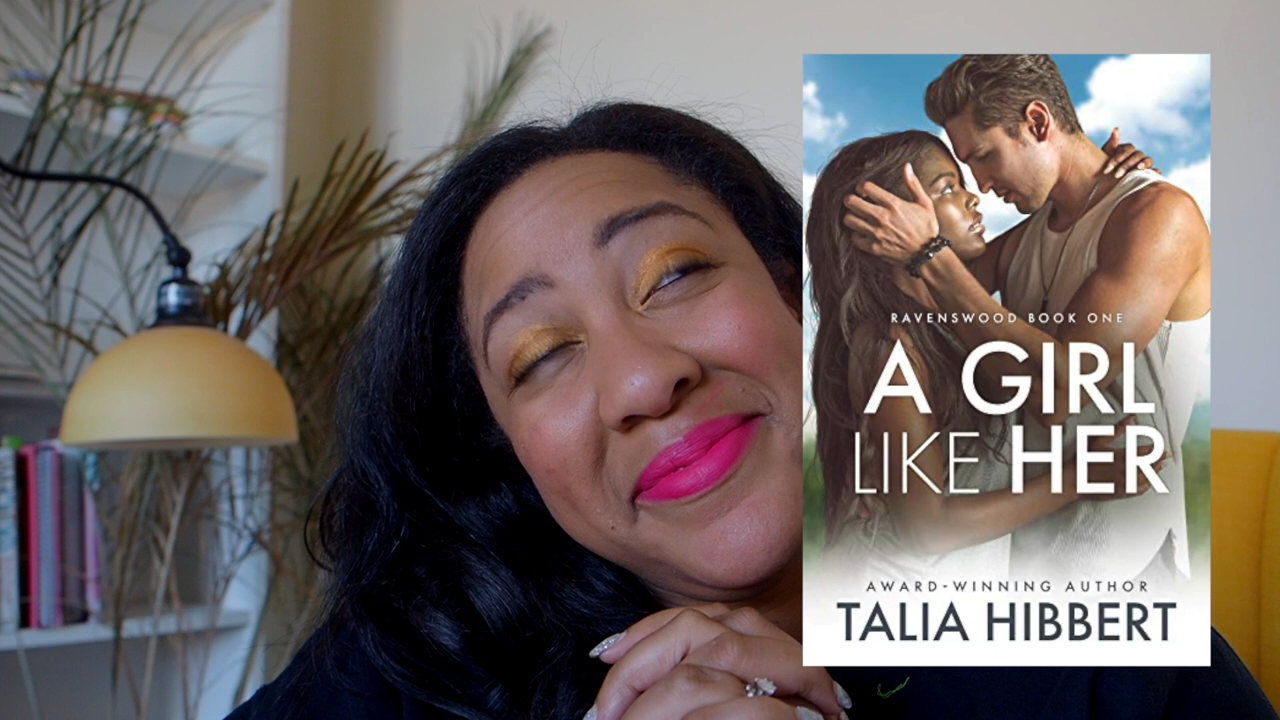 RAVENSWOOD BOOK ONE
A GIRL
LIKE HER
AWARD-WINNING AUTHOR
TALIA HIBBERT